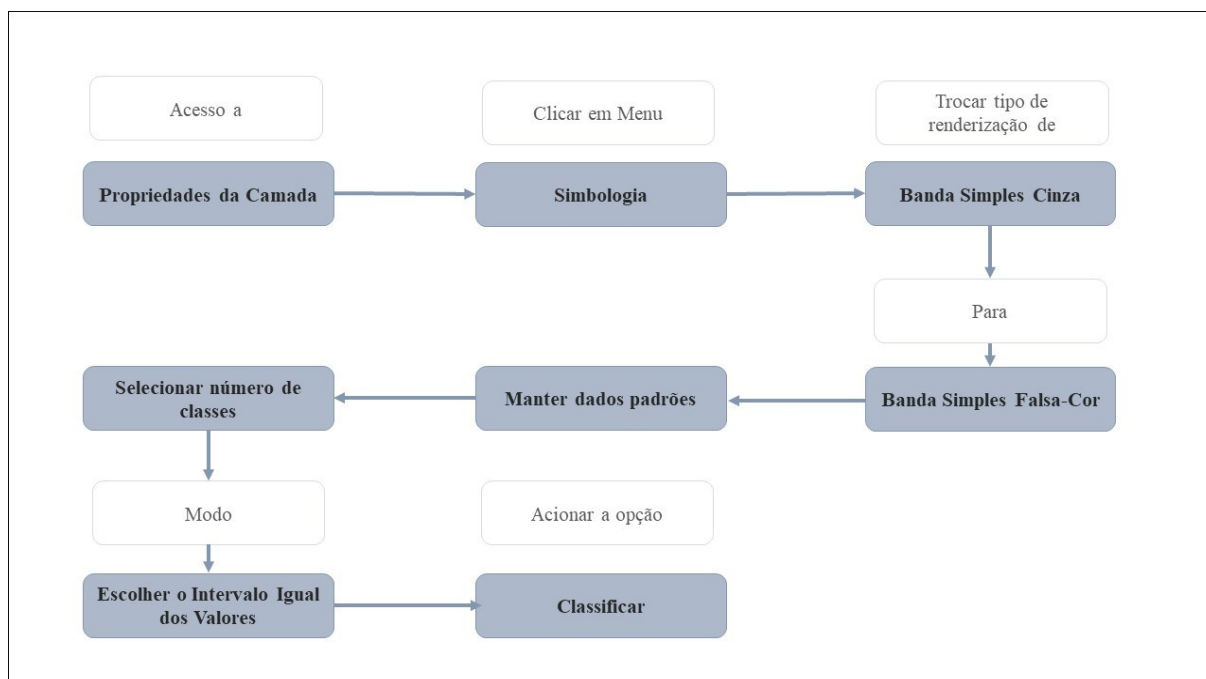 Acesso a
Propriedades da Camada
Clicar em Menu
Simbologia
Trocar tipo de
renderização de
Banda Simples Cinza
Para
Banda Simples Falsa-Cor
Manter dados padrões
Selecionar número de
classes
Modo
Escolher o Intervalo Igual
dos Valores
Acionar a opção
Classificar